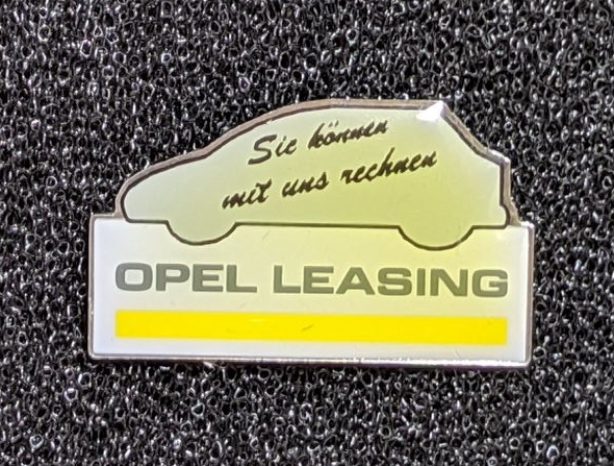 Sie können
mit uns rechnen
OPEL LEASING